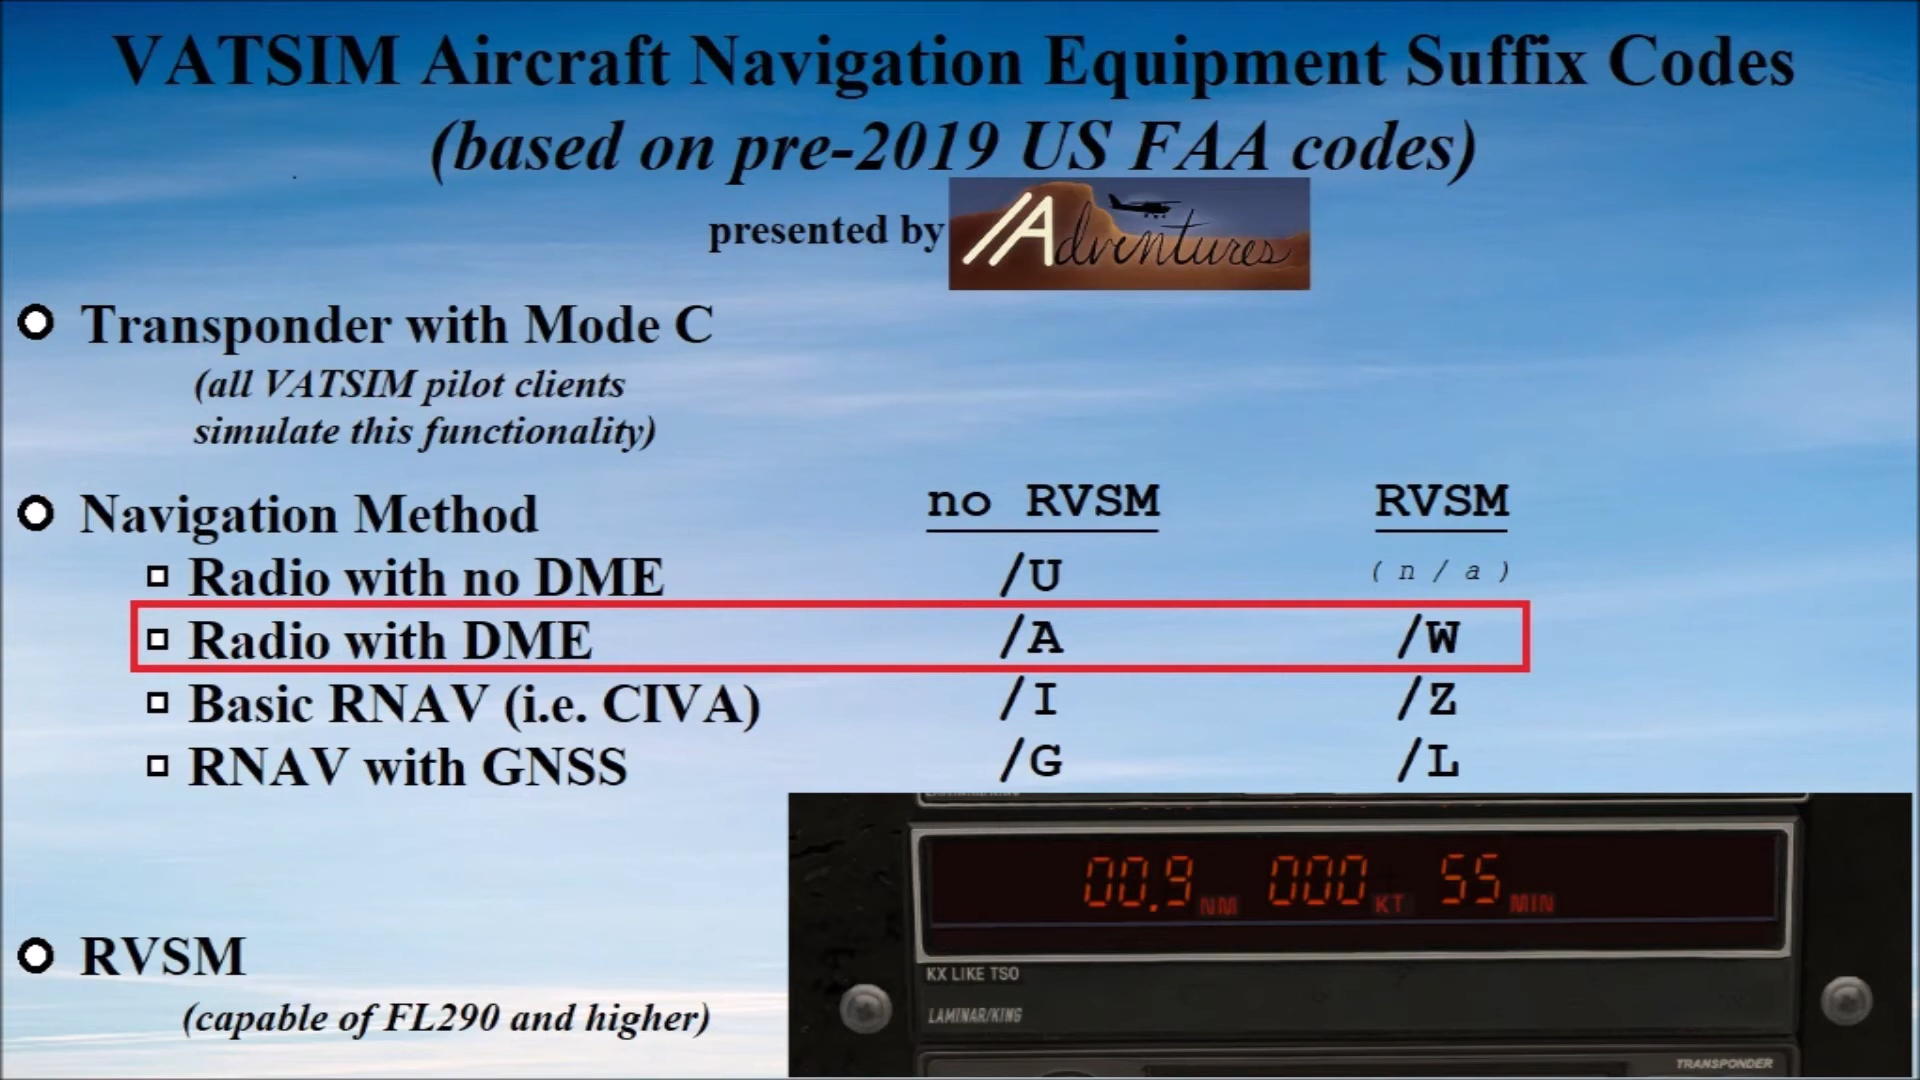 VATSIM Aircraft Navigation Equipment Suffix Codes
(based on pre-2019 US FAA codes)
presented by //Adventures
Transponder with Mode C
(all VATSIM pilot clients
simulate this functionality)
Navigation Method no RVSM RVSM
Radio with no DME /U (n/a)
Radio with DME /A /W
Basic RNAV (i.e. CIVA) /I /Z
RNAV with GNSS /G /L
00.9 NM 000 KT 55 MIN
KX LIKE TSO
LAMINAR/KING
TRANSPONDER
RVSM
(capable of FL290 and higher)